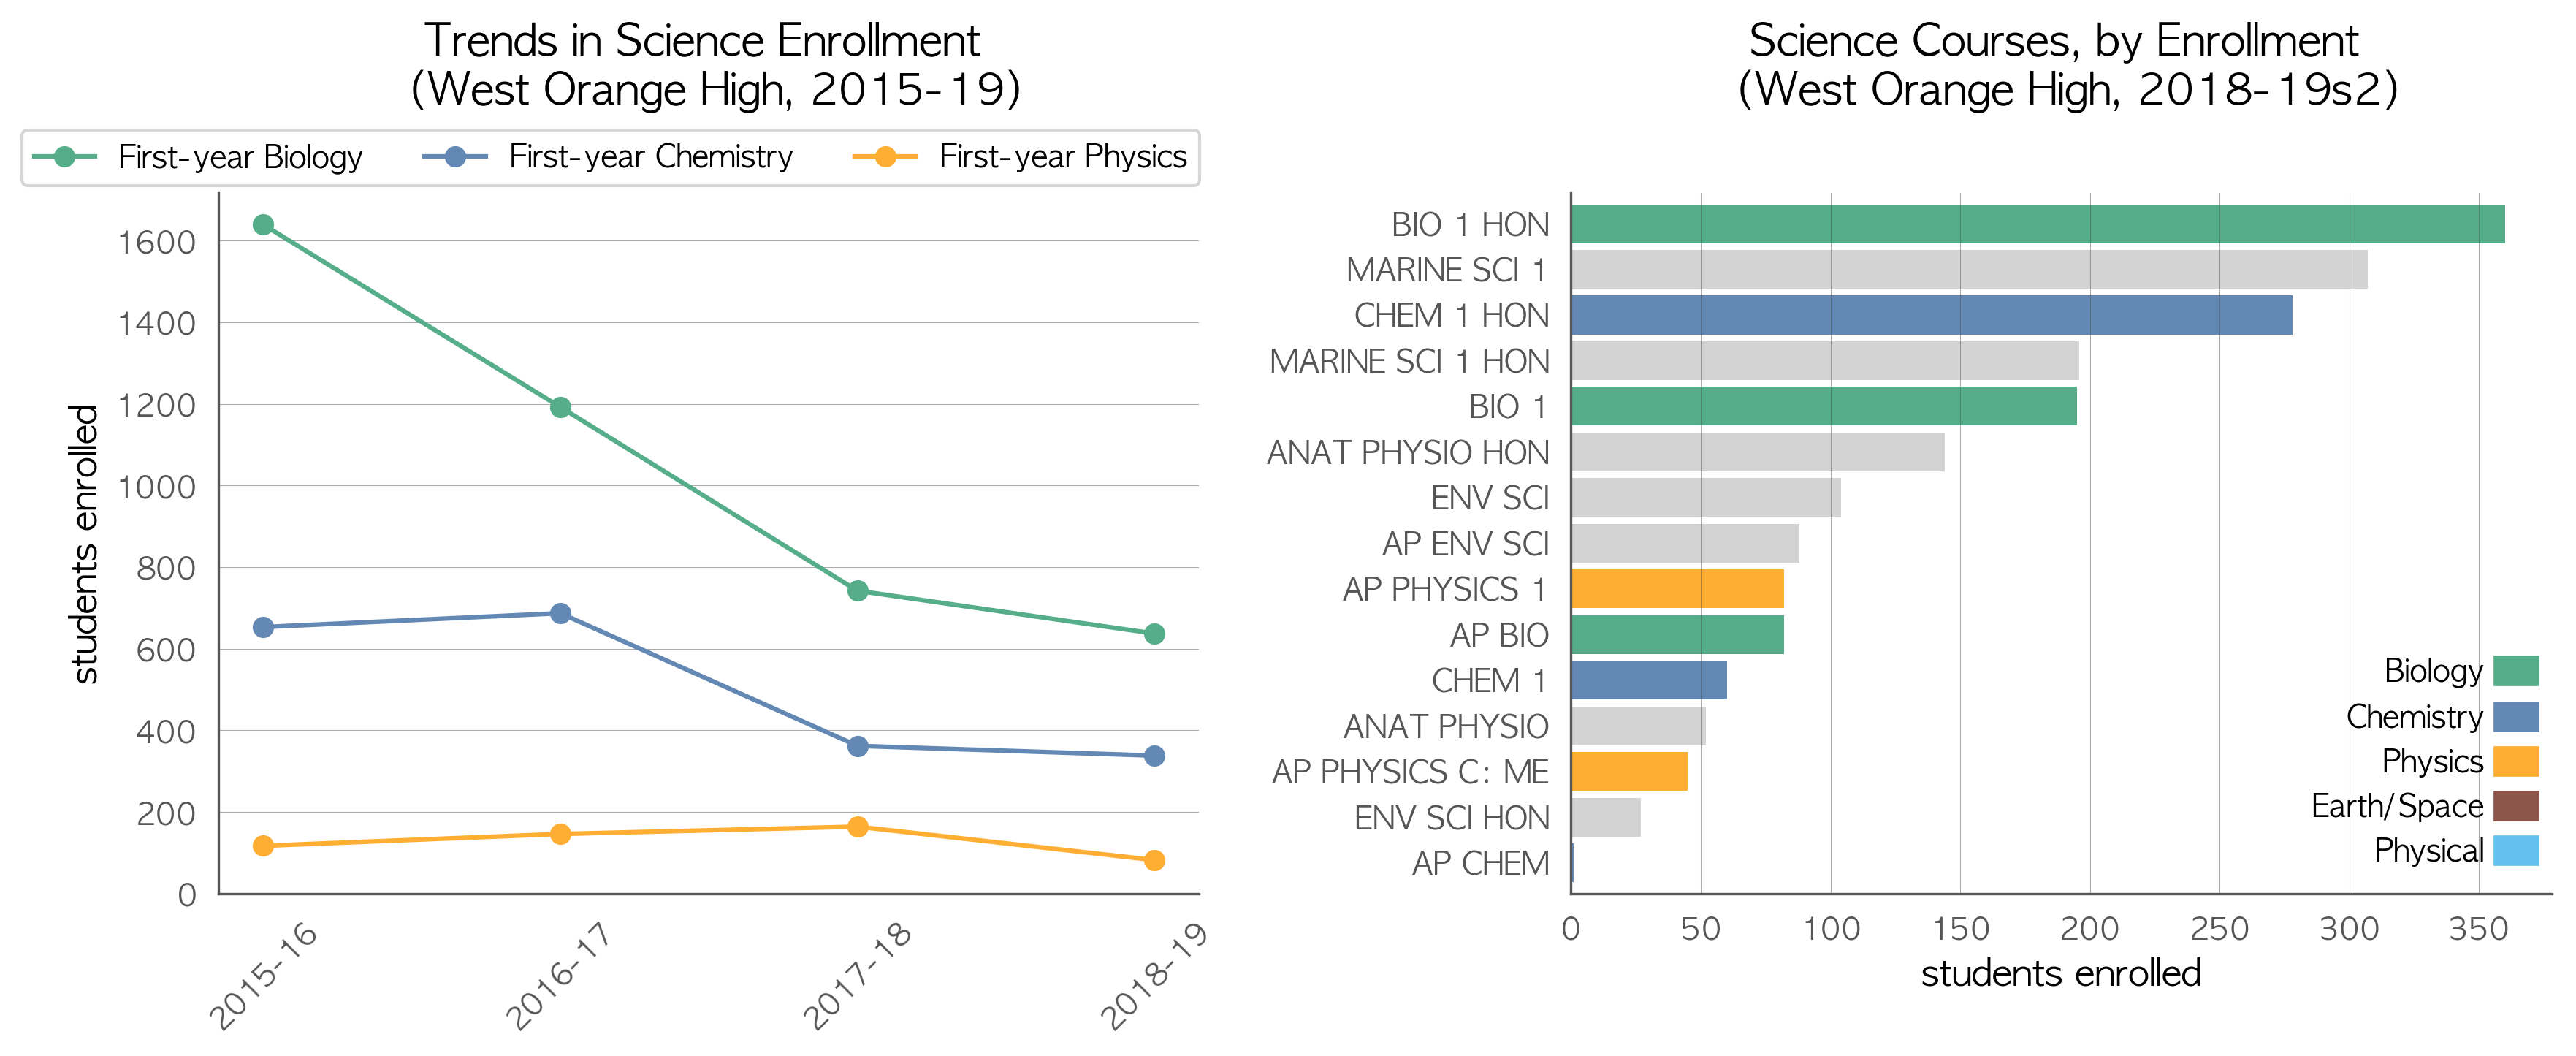 Trends in Science Enrollment
(West Orange High, 2015-19)
First-year Biology
First-year Chemistry
First-year Physics
students enrolled
1600
1400
1200
1000
800
600
400
200
0
2015-16
2016-17
2017-18
2018-19
Science Courses, by Enrollment
(West Orange High, 2018-19s2)
BIO 1 HON
MARINE SCI 1
CHEM 1 HON
MARINE SCI 1 HON
BIO 1
ANAT PHYSIO HON
ENV SCI
AP ENV SCI
AP PHYSICS 1
AP BIO
CHEM 1
ANAT PHYSIO
AP PHYSICS C: ME
ENV SCI HON
AP CHEM
Biology
Chemistry
Physics
Earth/Space
Physical
0
50
100
150
200
250
300
350
students enrolled